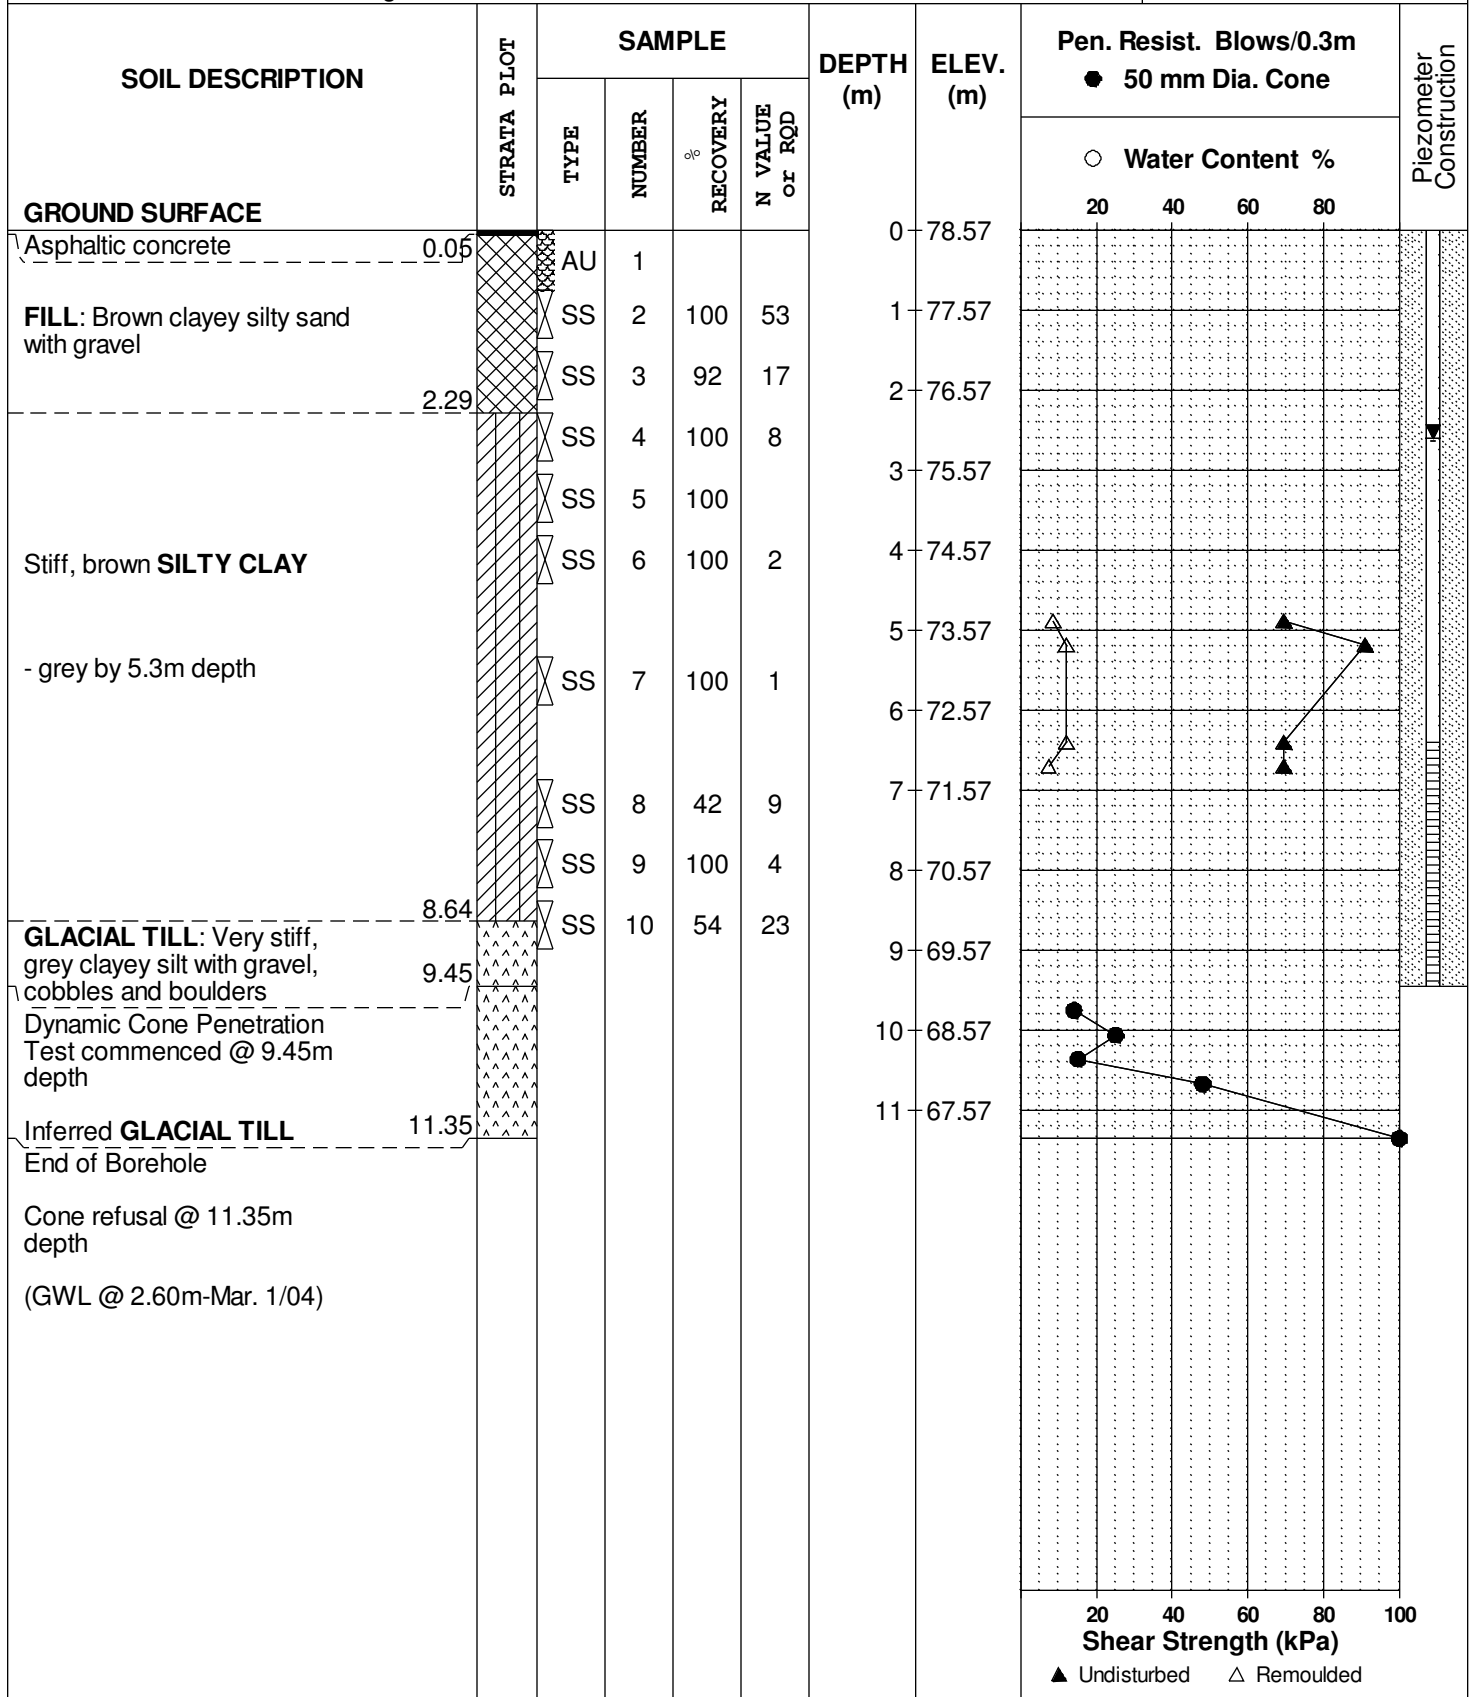 SOIL DESCRIPTION
STRATA PLOT
SAMPLE
TYPE
NUMBER
% RECOVERY
N VALUE or RQD
DEPTH (m)
ELEV. (m)
Pen. Resist. Blows/0.3m
● 50 mm Dia. Cone
○ Water Content %
Piezometer Construction
20 40 60 80
GROUND SURFACE
0 78.57
Asphaltic concrete 0.05
AU 1
FILL: Brown clayey silty sand
with gravel
SS 2 100 53
1 77.57
SS 3 92 17
2 76.57
2.29
SS 4 100 8
3 75.57
SS 5 100
Stiff, brown SILTY CLAY
SS 6 100 2
4 74.57
5 73.57
- grey by 5.3m depth
SS 7 100 1
6 72.57
7 71.57
SS 8 42 9
SS 9 100 4
8 70.57
8.64
SS 10 54 23
GLACIAL TILL: Very stiff,
grey clayey silt with gravel,
cobbles and boulders
9.45
9 69.57
Dynamic Cone Penetration
Test commenced @ 9.45m
depth
10 68.57
11 67.57
Inferred GLACIAL TILL 11.35
End of Borehole
Cone refusal @ 11.35m
depth
(GWL @ 2.60m-Mar. 1/04)
20 40 60 80 100
Shear Strength (kPa)
▲ Undisturbed △ Remoulded